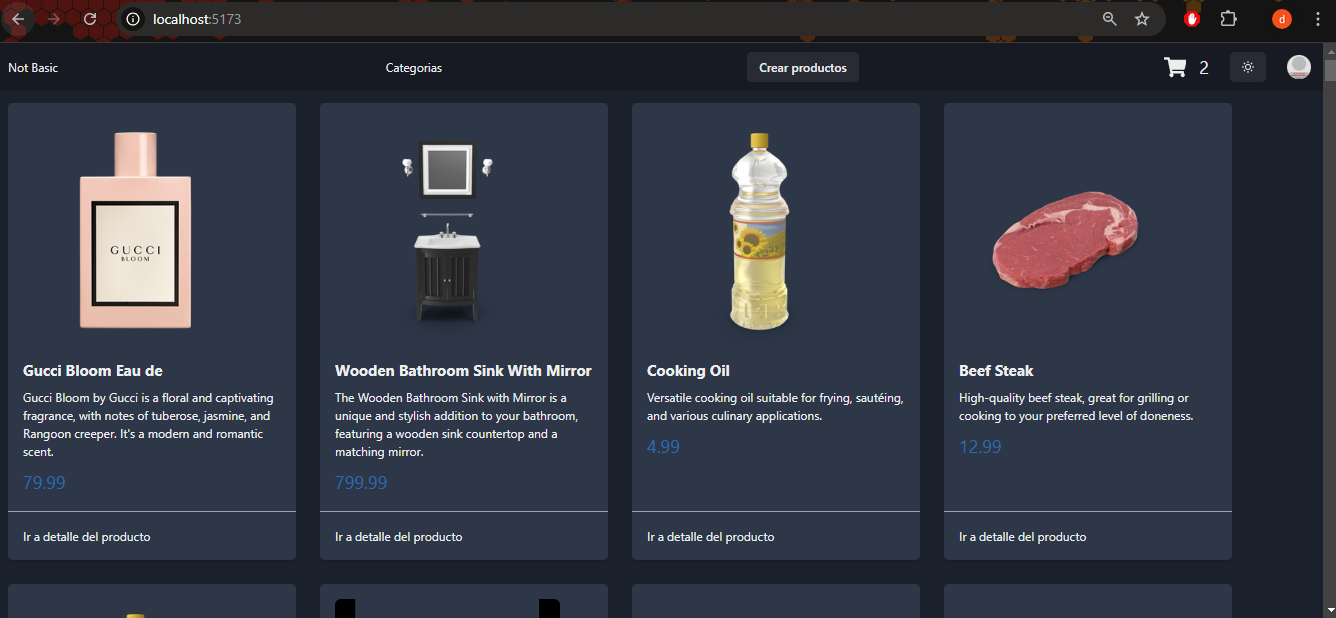 localhost:5173
d
Not Basic
Categorias
Crear productos
2
GUCCI
BLOOM
Gucci Bloom Eau de
Gucci Bloom by Gucci is a floral and captivating
fragrance, with notes of tuberose, jasmine, and
Rangoon creeper. It's a modern and romantic
scent.
79.99
Ir a detalle del producto
Wooden Bathroom Sink With Mirror
The Wooden Bathroom Sink with Mirror is a
unique and stylish addition to your bathroom,
featuring a wooden sink countertop and a
matching mirror.
799.99
Ir a detalle del producto
Cooking Oil
Versatile cooking oil suitable for frying, sautéing,
and various culinary applications.
4.99
Ir a detalle del producto
Beef Steak
High-quality beef steak, great for grilling or
cooking to your preferred level of doneness.
12.99
Ir a detalle del producto